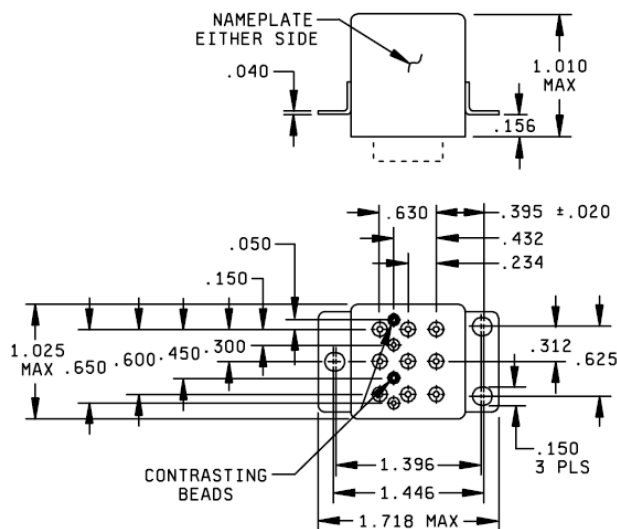 NAMEPLATE
EITHER SIDE
.040
1.010
MAX
.156
.630
.395 ±.020
.050
.432
.150
.234
1.025
MAX
.650
.600
.450
.300
.312
.625
.150
3 PLS
CONTRASTING
BEADS
1.396
1.446
1.718 MAX